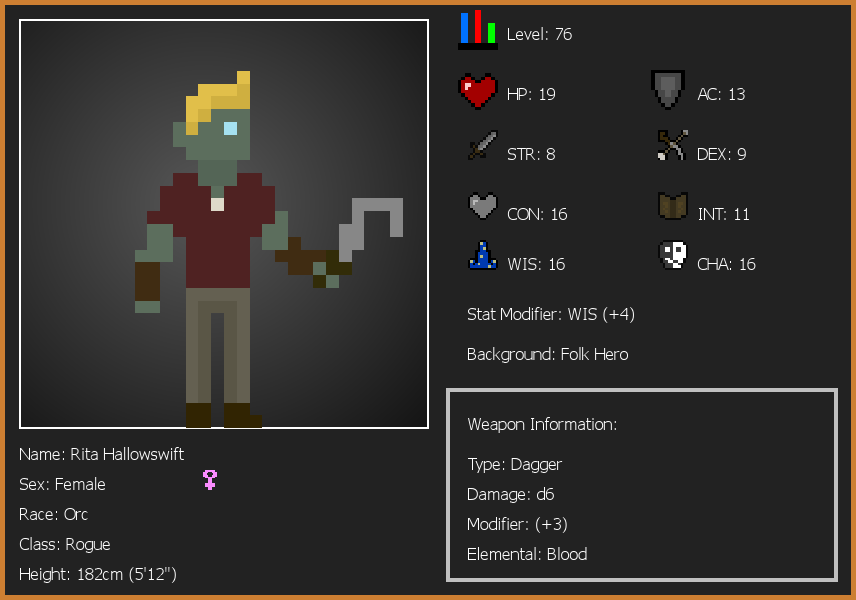 Level: 76
HP: 19
AC: 13
STR: 8
DEX: 9
CON: 16
INT: 11
WIS: 16
CHA: 16
Stat Modifier: WIS (+4)
Background: Folk Hero
Weapon Information:
Type: Dagger
Damage: d6
Modifier: (+3)
Elemental: Blood
Name: Rita Hallowswift
Sex: Female
Race: Orc
Class: Rogue
Height: 182cm (5'12")